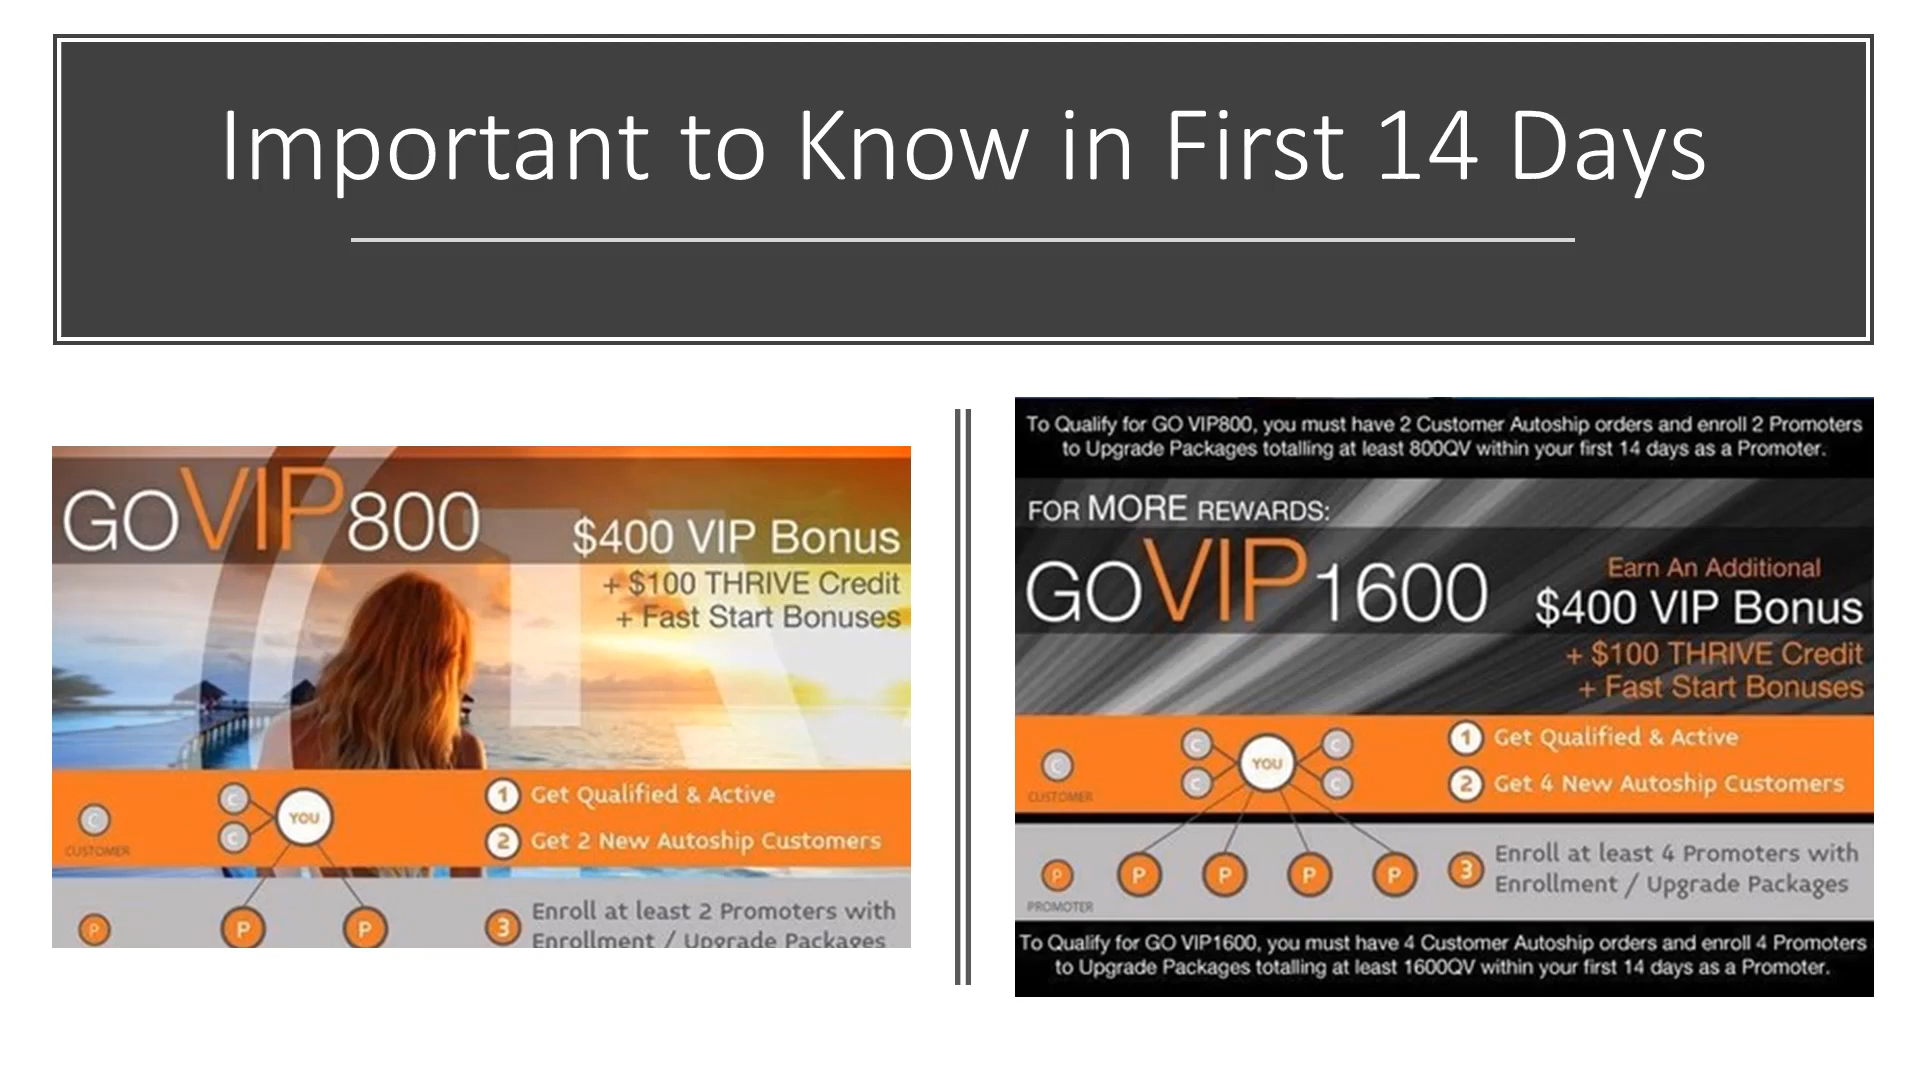 Important to Know in First 14 Days
GOVIP800
$400 VIP Bonus
+ $100 THRIVE Credit
+ Fast Start Bonuses
C
CUSTOMER
C
C
YOU
1 Get Qualified & Active
2 Get 2 New Autoship Customers
P
P
P
3 Enroll at least 2 Promoters with
Enrollment / Upgrade Packages
To Qualify for GO VIP800, you must have 2 Customer Autoship orders and enroll 2 Promoters
to Upgrade Packages totalling at least 800QV within your first 14 days as a Promoter.
FOR MORE REWARDS:
GOVIP1600
Earn An Additional
$400 VIP Bonus
+ $100 THRIVE Credit
+ Fast Start Bonuses
C
CUSTOMER
C
C
YOU
C
C
1 Get Qualified & Active
2 Get 4 New Autoship Customers
P
PROMOTER
P
P
P
P
3 Enroll at least 4 Promoters with
Enrollment / Upgrade Packages
To Qualify for GO VIP1600, you must have 4 Customer Autoship orders and enroll 4 Promoters
to Upgrade Packages totalling at least 1600QV within your first 14 days as a Promoter.